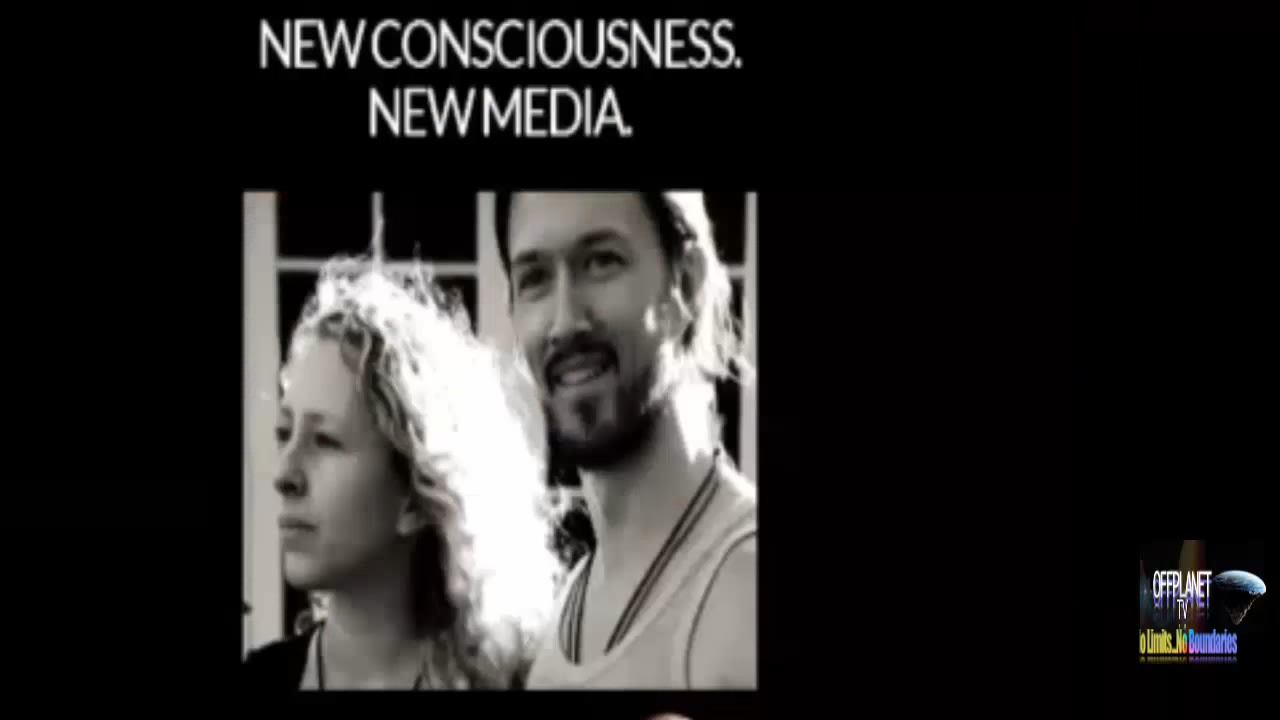 NEW CONSCIOUSNESS.
NEW MEDIA.
OFFPLANET
TV
o Limits..No Boundaries